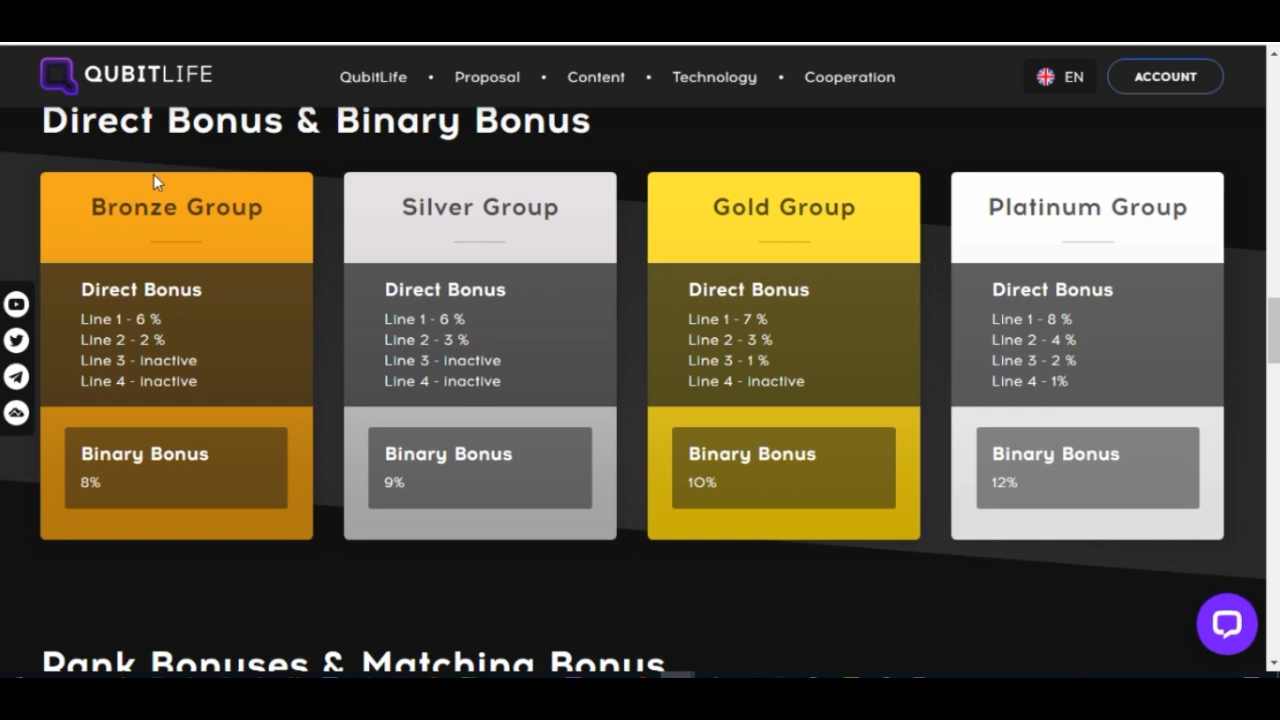 QUBITLIFE
QubitLife • Proposal • Content • Technology • Cooperation
EN
ACCOUNT
Direct Bonus & Binary Bonus
Bronze Group
Direct Bonus
Line 1 - 6 %
Line 2 - 2 %
Line 3 - inactive
Line 4 - inactive
Binary Bonus
8%
Silver Group
Direct Bonus
Line 1 - 6 %
Line 2 - 3 %
Line 3 - inactive
Line 4 - inactive
Binary Bonus
9%
Gold Group
Direct Bonus
Line 1 - 7 %
Line 2 - 3 %
Line 3 - 1 %
Line 4 - inactive
Binary Bonus
10%
Platinum Group
Direct Bonus
Line 1 - 8 %
Line 2 - 4 %
Line 3 - 2 %
Line 4 - 1%
Binary Bonus
12%
Rank Bonuses & Matching Bonus